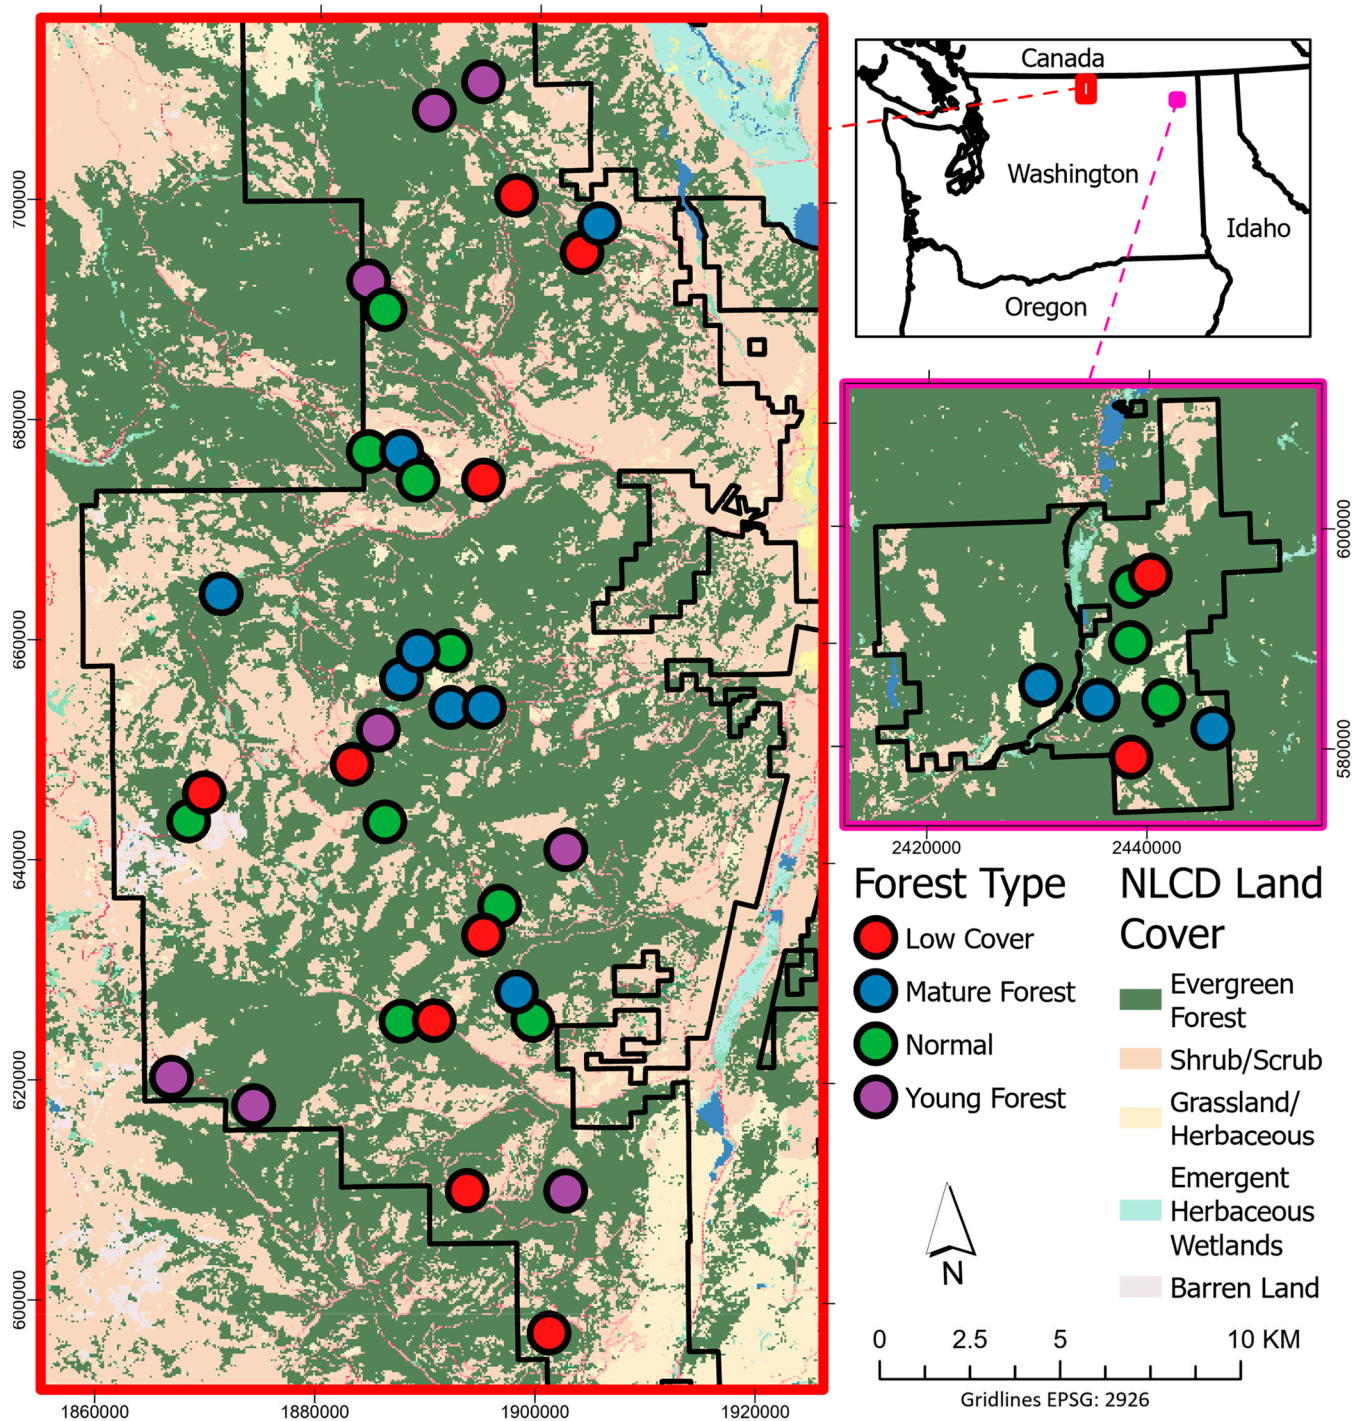 Canada
Washington
Idaho
Oregon
700000
680000
660000
640000
620000
600000
1860000
1880000
1900000
1920000
600000
580000
2420000
2440000
Forest Type
Low Cover
Mature Forest
Normal
Young Forest
NLCD Land
Cover
Evergreen
Forest
Shrub/Scrub
Grassland/
Herbaceous
Emergent
Herbaceous
Wetlands
Barren Land
N
0 2.5 5 10 KM
Gridlines EPSG: 2926